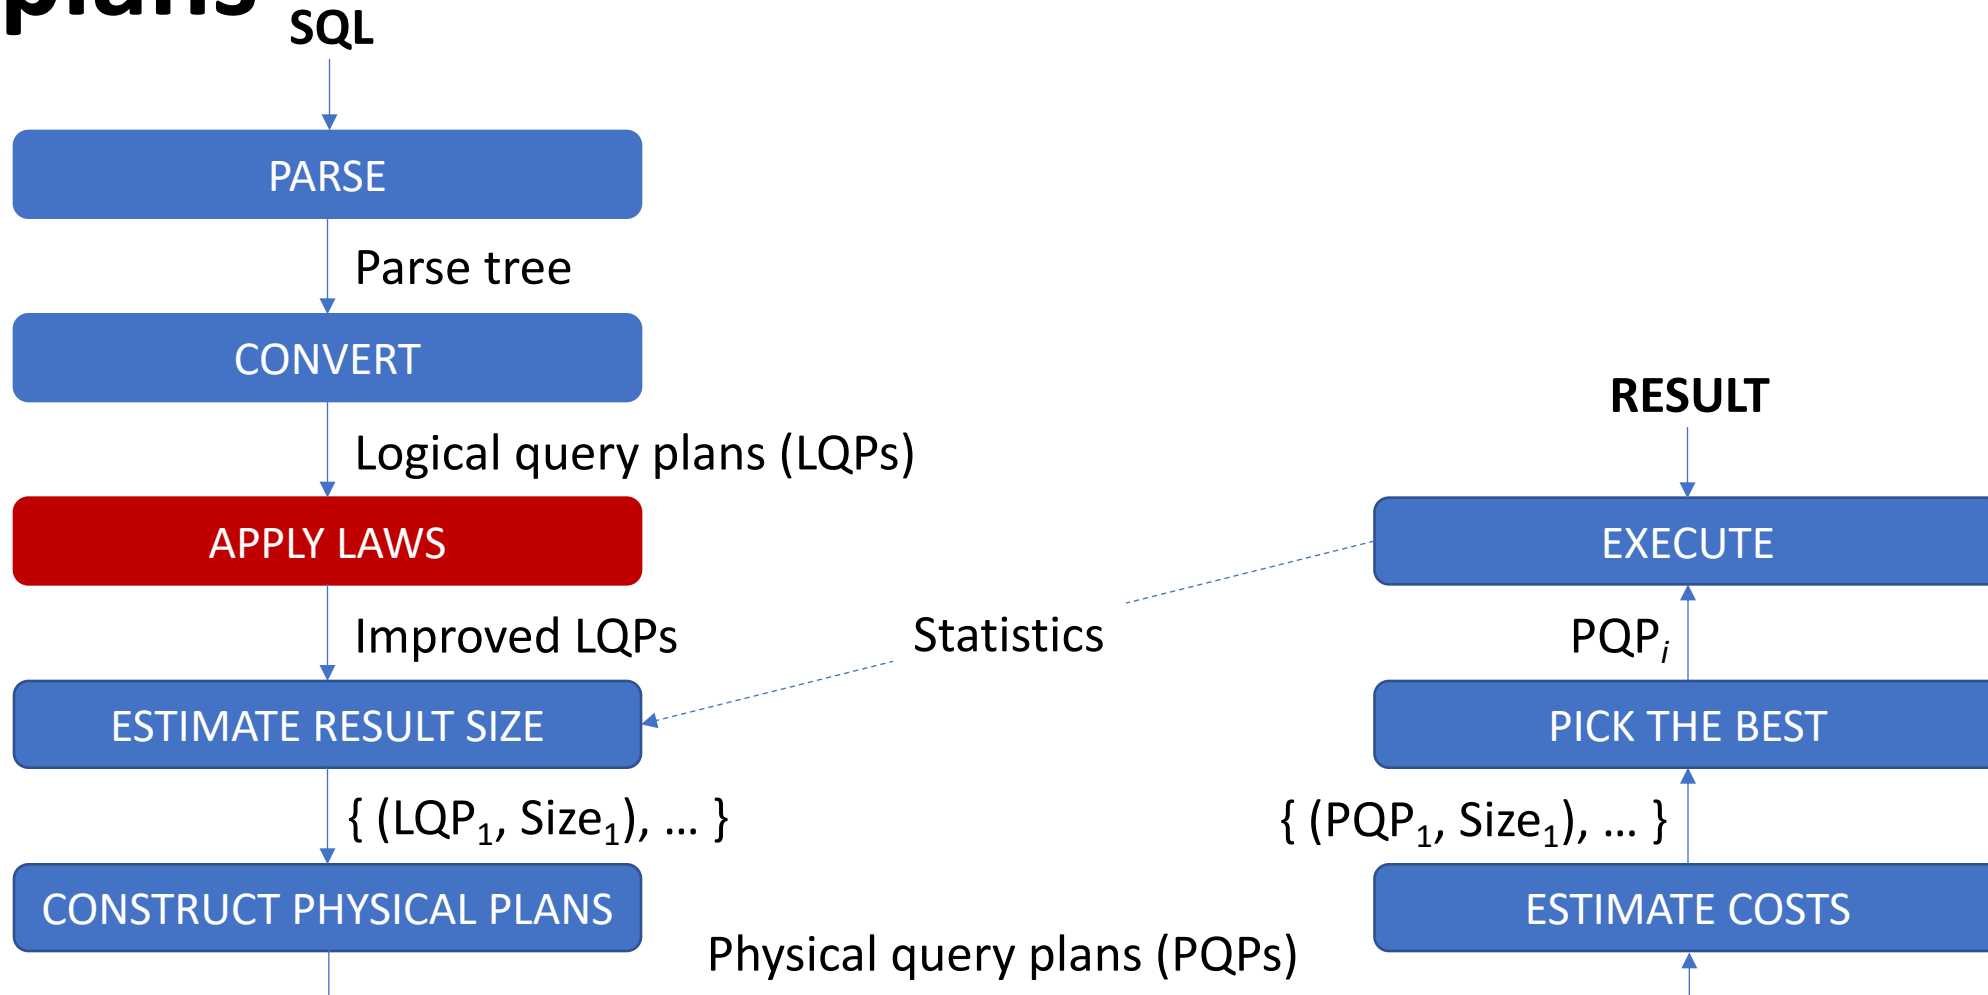 plans
SQL
PARSE
Parse tree
CONVERT
Logical query plans (LQPs)
APPLY LAWS
Improved LQPs
ESTIMATE RESULT SIZE
{ (LQP₁, Size₁), … }
CONSTRUCT PHYSICAL PLANS
Statistics
Physical query plans (PQPs)
RESULT
EXECUTE
PQPᵢ
PICK THE BEST
{ (PQP₁, Size₁), … }
ESTIMATE COSTS